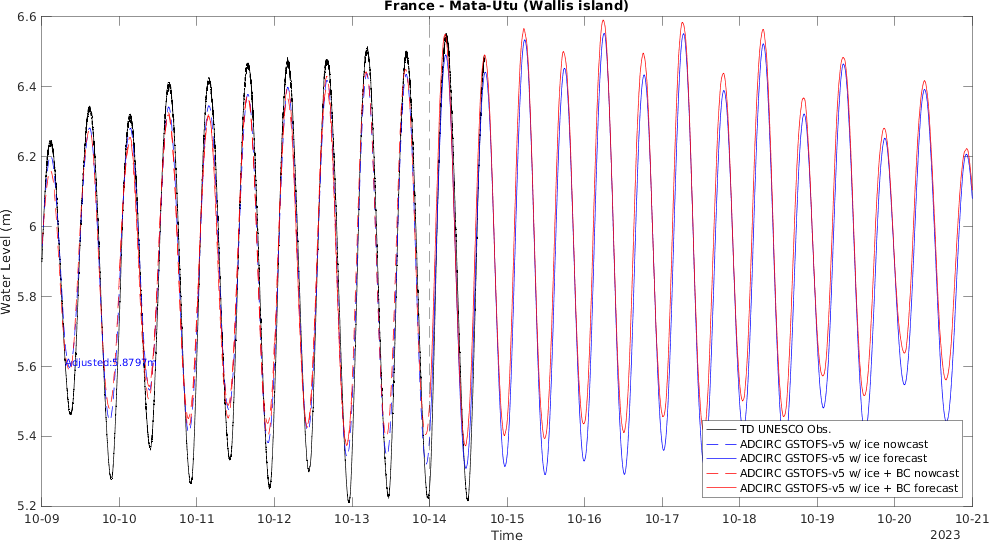 France - Mata-Utu (Wallis island)
6.6
6.4
6.2
6
5.8
5.6
5.4
5.2
Water Level (m)
Adjusted:5.8797m
TD UNESCO Obs.
ADCIRC GSTOFS-v5 w/ ice nowcast
ADCIRC GSTOFS-v5 w/ ice forecast
ADCIRC GSTOFS-v5 w/ ice + BC nowcast
ADCIRC GSTOFS-v5 w/ ice + BC forecast
10-09 10-10 10-11 10-12 10-13 10-14 10-15 10-16 10-17 10-18 10-19 10-20 10-21
Time
2023